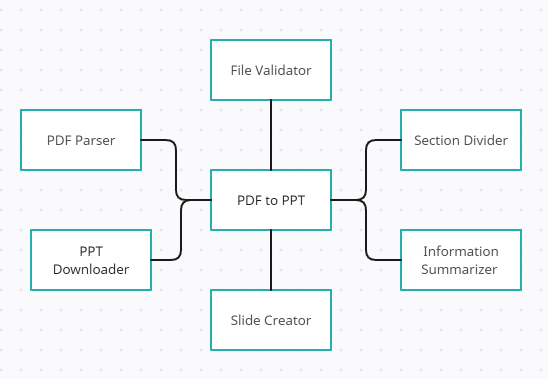 File Validator
PDF Parser
Section Divider
PDF to PPT
PPT
Downloader
Information
Summarizer
Slide Creator